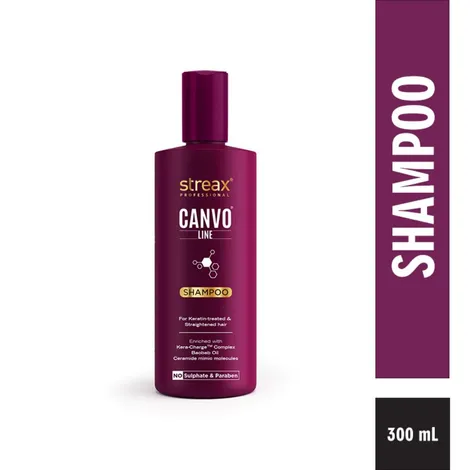 streax®
PROFESSIONAL
CANVO®
LINE
SHAMPOO
For Keratin-treated &
Straightened hair
Enriched with
Kera-Charge™ Complex
Baobab Oil
Ceramide mimic molecules
NO Sulphate & Paraben
SHAMPOO
300 mL